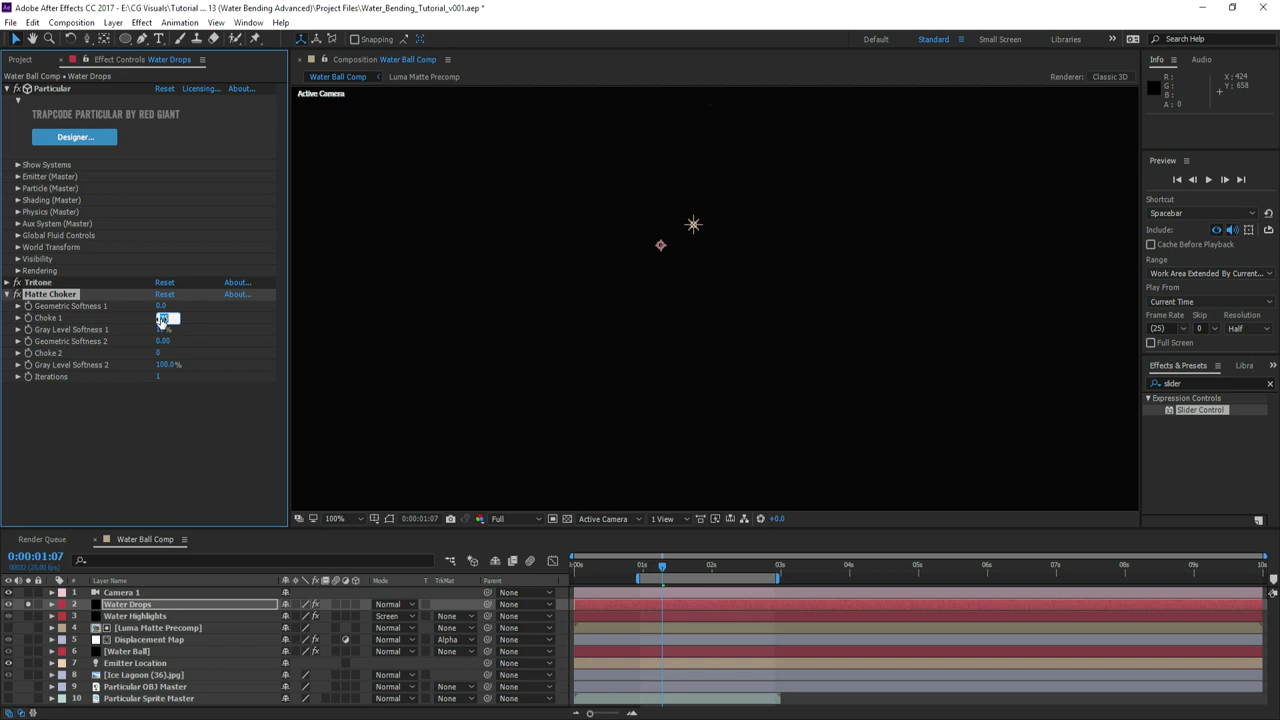 Adobe After Effects CC 2017 - E:\CG Visuals\Tutorial ... 13 (Water Bending Advanced)\Project Files\Water_Bending_Tutorial_v001.aep *
File Edit Composition Layer Effect Animation View Window Help
Snapping Default Standard Small Screen Libraries Search Help
Project Effect Controls Water Drops Composition Water Ball Comp Info Audio
Water Ball Comp • Water Drops Water Ball Comp Luma Matte Precomp Renderer: Classic 3D
fx Particular Reset Licensing... About...
Active Camera
R: X: 424
G: Y: 658
B:
A: 0
TRAPCODE PARTICULAR BY RED GIANT
Designer...
Show Systems
Emitter (Master)
Particle (Master)
Shading (Master)
Physics (Master)
Aux System (Master)
Global Fluid Controls
World Transform
Visibility
Rendering
fx Tritone Reset About...
fx Matte Choker Reset About...
Geometric Softness 1 0.0
Choke 1
Gray Level Softness 1 %
Geometric Softness 2 0.00
Choke 2 0
Gray Level Softness 2 100.0%
Iterations 1
Preview
Shortcut
Spacebar
Include:
Cache Before Playback
Range
Work Area Extended By Current...
Play From
Current Time
Frame Rate Skip Resolution
(25) 0 Half
Full Screen
Effects & Presets Libra
slider
Expression Controls
Slider Control
100% 0:00:01:07 Full Active Camera 1 View +0.0
Render Queue Water Ball Comp
0:00:01:07
00032 (25.00 fps)
:00s 01s 02s 03s 04s 05s 06s 07s 08s 09s 10s
# Layer Name Mode T TrkMat Parent
1 Camera 1 None
2 Water Drops Normal None
3 Water Highlights Screen None None
4 [Luma Matte Precomp] Normal None None
5 Displacement Map Normal Alpha None
6 [Water Ball] Normal None None
7 Emitter Location None
8 [Ice Lagoon (36).jpg] Normal None None
9 Particular OBJ Master Normal None None
10 Particular Sprite Master Normal None None